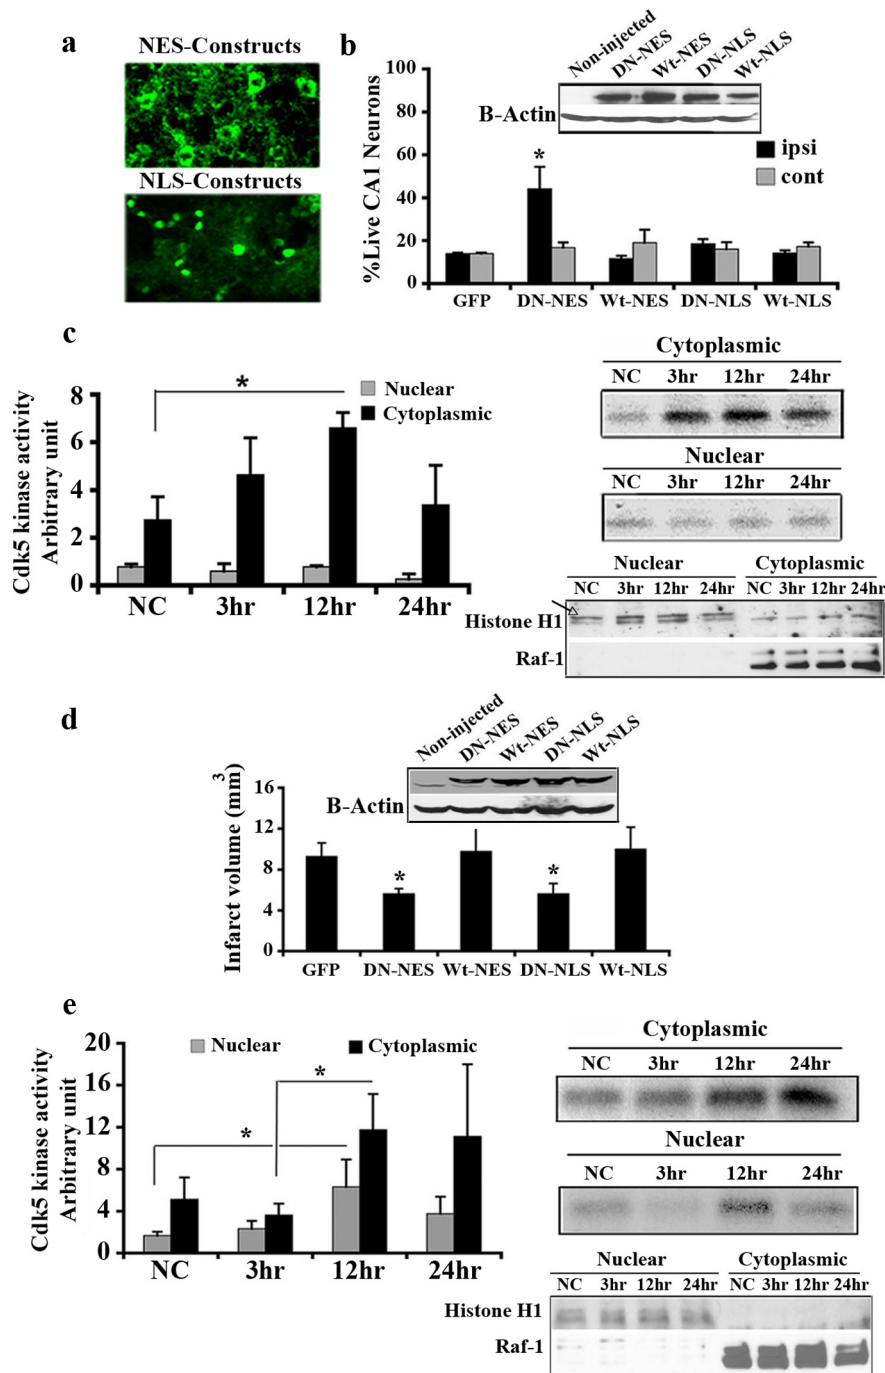 a
NES-Constructs
NLS-Constructs
b
%Live CA1 Neurons
100
80
60
40
20
0
Non-injected DN-NES Wt-NES DN-NLS Wt-NLS
B-Actin
*
ipsi
cont
GFP DN-NES Wt-NES DN-NLS Wt-NLS
c
Cdk5 kinase activity
Arbitrary unit
8
6
4
2
0
*
Nuclear
Cytoplasmic
NC 3hr 12hr 24hr
Cytoplasmic
NC 3hr 12hr 24hr
Nuclear
NC 3hr 12hr 24hr
Nuclear Cytoplasmic
NC 3hr 12hr 24hr NC 3hr 12hr 24hr
Histone H1
Raf-1
d
Infarct volume (mm3)
16
12
8
4
0
Non-injected DN-NES Wt-NES DN-NLS Wt-NLS
B-Actin
* *
GFP DN-NES Wt-NES DN-NLS Wt-NLS
e
Cdk5 kinase activity
Arbitrary unit
20
16
12
8
4
0
Nuclear Cytoplasmic
*
*
NC 3hr 12hr 24hr
Cytoplasmic
NC 3hr 12hr 24hr
Nuclear
NC 3hr 12hr 24hr
Nuclear Cytoplasmic
NC 3hr 12hr 24hr NC 3hr 12hr 24hr
Histone H1
Raf-1